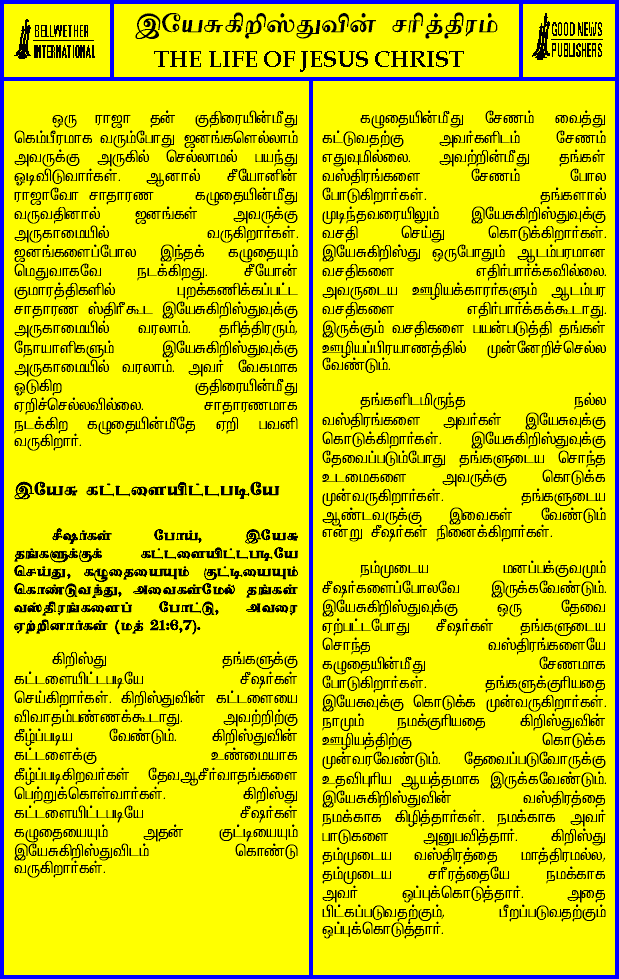 BELLWETHER
INTERNATIONAL
இயேசுகிறிஸ்துவின் சரித்திரம்
THE LIFE OF JESUS CHRIST
GOOD NEWS
PUBLISHERS
ஒரு ராஜா தன் குதிரையின்மீது
கெம்பீரமாக வரும்போது ஜனங்களெல்லாம்
அவருக்கு அருகில் செல்லாமல் பயந்து
ஓடிவிடுவார்கள். ஆனால் சீயோனின்
ராஜாவோ சாதாரண கழுதையின்மீது
வருவதினால் ஜனங்கள் அவருக்கு
அருகாமையில் வருகிறார்கள்.
ஜனங்களைப்போல இந்தக் கழுதையும்
மெதுவாகவே நடக்கிறது. சீயோன்
குமாரத்திகளில் புறக்கணிக்கப்பட்ட
சாதாரண ஸ்திரீகூட இயேசுகிறிஸ்துவுக்கு
அருகாமையில் வரலாம். தரித்திரரும்,
நோயாளிகளும் இயேசுகிறிஸ்துவுக்கு
அருகாமையில் வரலாம். அவர் வேகமாக
ஓடுகிற குதிரையின்மீது
ஏறிச்செல்லவில்லை. சாதாரணமாக
நடக்கிற கழுதையின்மீதே ஏறி பவனி
வருகிறார்.
இயேசு கட்டளையிட்டபடியே
சீஷர்கள் போய், இயேசு
தங்களுக்குக் கட்டளையிட்டபடியே
செய்து, கழுதையையும் குட்டியையும்
கொண்டுவந்து, அவைகள்மேல் தங்கள்
வஸ்திரங்களைப் போட்டு, அவரை
ஏற்றினார்கள் (மத் 21:6,7).
கிறிஸ்து தங்களுக்கு
கட்டளையிட்டபடியே சீஷர்கள்
செய்கிறார்கள். கிறிஸ்துவின் கட்டளையை
விவாதம்பண்ணக்கூடாது. அவற்றிற்கு
கீழ்ப்படிய வேண்டும். கிறிஸ்துவின்
கட்டளைக்கு உண்மையாக
கீழ்ப்படிகிறவர்கள் தேவஆசீர்வாதங்களை
பெற்றுக்கொள்வார்கள். கிறிஸ்து
கட்டளையிட்டபடியே சீஷர்கள்
கழுதையையும் அதன் குட்டியையும்
இயேசுகிறிஸ்துவிடம் கொண்டு
வருகிறார்கள்.
கழுதையின்மீது சேணம் வைத்து
கட்டுவதற்கு அவர்களிடம் சேணம்
எதுவுமில்லை. அவற்றின்மீது தங்கள்
வஸ்திரங்களை சேணம் போல
போடுகிறார்கள். தங்களால்
முடிந்தவரையிலும் இயேசுகிறிஸ்துவுக்கு
வசதி செய்து கொடுக்கிறார்கள்.
இயேசுகிறிஸ்து ஒருபோதும் ஆடம்பரமான
வசதிகளை எதிர்பார்க்கவில்லை.
அவருடைய ஊழியக்காரர்களும் ஆடம்பர
வசதிகளை எதிர்பார்க்கக்கூடாது.
இருக்கும் வசதிகளை பயன்படுத்தி தங்கள்
ஊழியப்பிரயாணத்தில் முன்னேறிச்செல்ல
வேண்டும்.
தங்களிடமிருந்த நல்ல
வஸ்திரங்களை அவர்கள் இயேசுவுக்கு
கொடுக்கிறார்கள். இயேசுகிறிஸ்துவுக்கு
தேவைப்படும்போது தங்களுடைய சொந்த
உடமைகளை அவருக்கு கொடுக்க
முன்வருகிறார்கள். தங்களுடைய
ஆண்டவருக்கு இவைகள் வேண்டும்
என்று சீஷர்கள் நினைக்கிறார்கள்.
நம்முடைய மனப்பக்குவமும்
சீஷர்களைப்போலவே இருக்கவேண்டும்.
இயேசுகிறிஸ்துவுக்கு ஒரு தேவை
ஏற்பட்டபோது சீஷர்கள் தங்களுடைய
சொந்த வஸ்திரங்களையே
கழுதையின்மீது சேணமாக
போடுகிறார்கள். தங்களுக்குரியதை
இயேசுவுக்கு கொடுக்க முன்வருகிறார்கள்.
நாமும் நமக்குரியதை கிறிஸ்துவின்
ஊழியத்திற்கு கொடுக்க
முன்வரவேண்டும். தேவைப்படுவோருக்கு
உதவிபுரிய ஆயத்தமாக இருக்கவேண்டும்.
இயேசுகிறிஸ்துவின் வஸ்திரத்தை
நமக்காக கிழித்தார்கள். நமக்காக அவர்
பாடுகளை அனுபவித்தார். கிறிஸ்து
தம்முடைய வஸ்திரத்தை மாத்திரமல்ல,
தம்முடைய சரீரத்தையே நமக்காக
அவர் ஒப்புக்கொடுத்தார். அதை
பிட்கப்படுவதற்கும், பீறப்படுவதற்கும்
ஒப்புக்கொடுத்தார்.